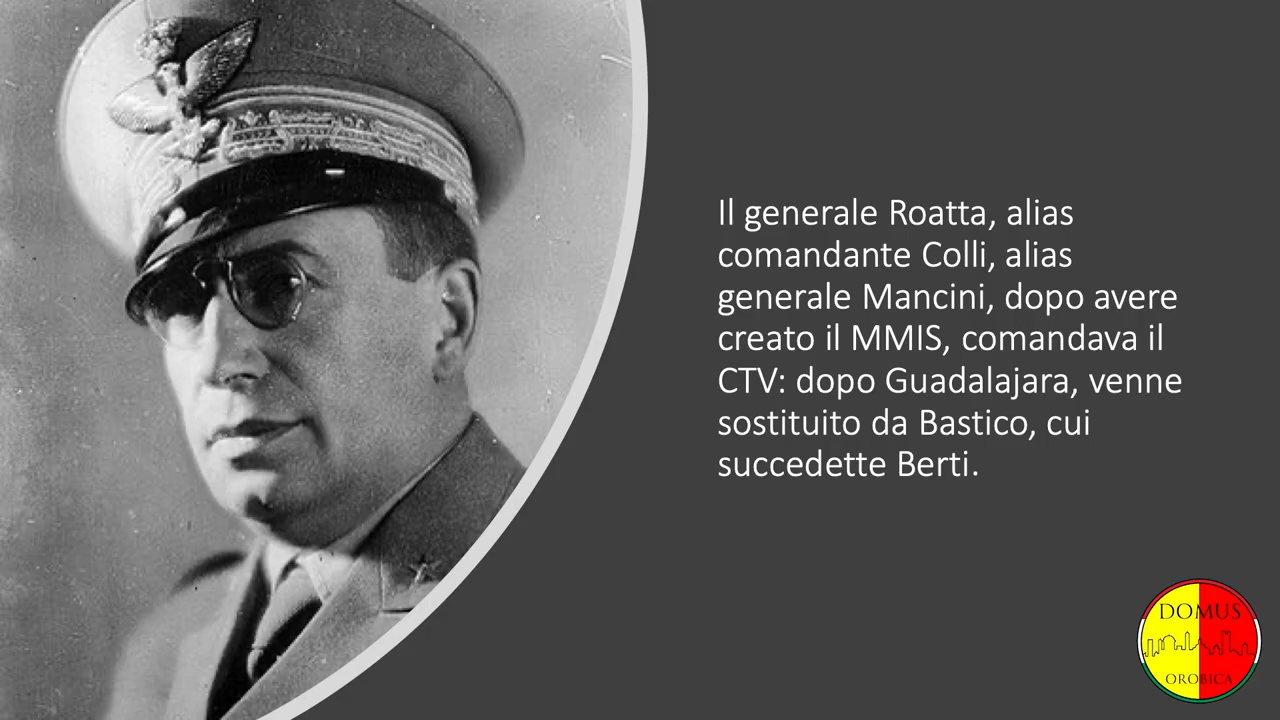 Il generale Roatta, alias
comandante Colli, alias
generale Mancini, dopo avere
creato il MMIS, comandava il
CTV: dopo Guadalajara, venne
sostituito da Bastico, cui
succedette Berti.
DOMUS
OROBICA